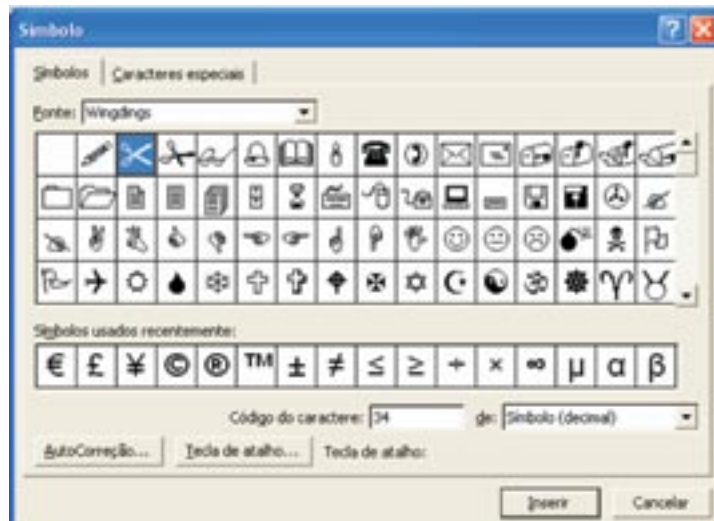 Símbolo
Símbolos Caracteres especiais
Fonte: Wingdings
Símbolos usados recentemente:
€ £ ¥ © ® ™ ± ≠ ≤ ≥ ÷ × ∞ µ α β
Código do caractere: 34 de: Símbolo (decimal)
AutoCorreção... Tecla de atalho... Tecla de atalho:
Inserir Cancelar